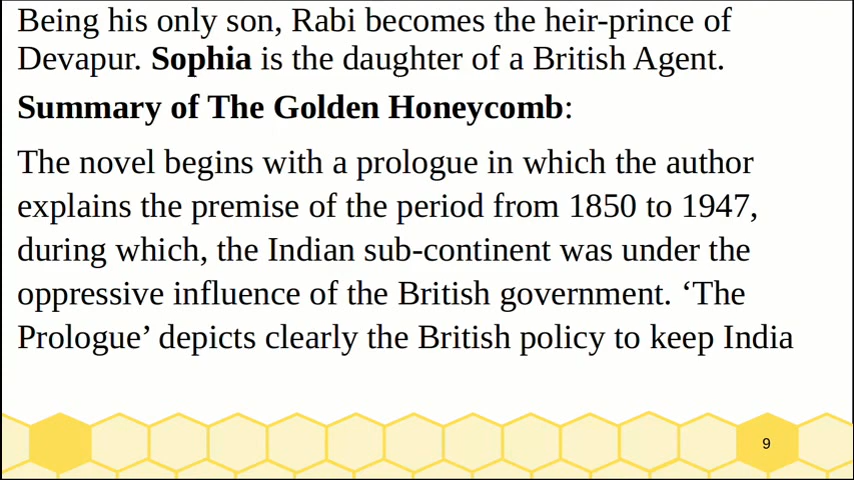 Being his only son, Rabi becomes the heir-prince of
Devapur. Sophia is the daughter of a British Agent.
Summary of The Golden Honeycomb:
The novel begins with a prologue in which the author
explains the premise of the period from 1850 to 1947,
during which, the Indian sub-continent was under the
oppressive influence of the British government. ‘The
Prologue’ depicts clearly the British policy to keep India
9